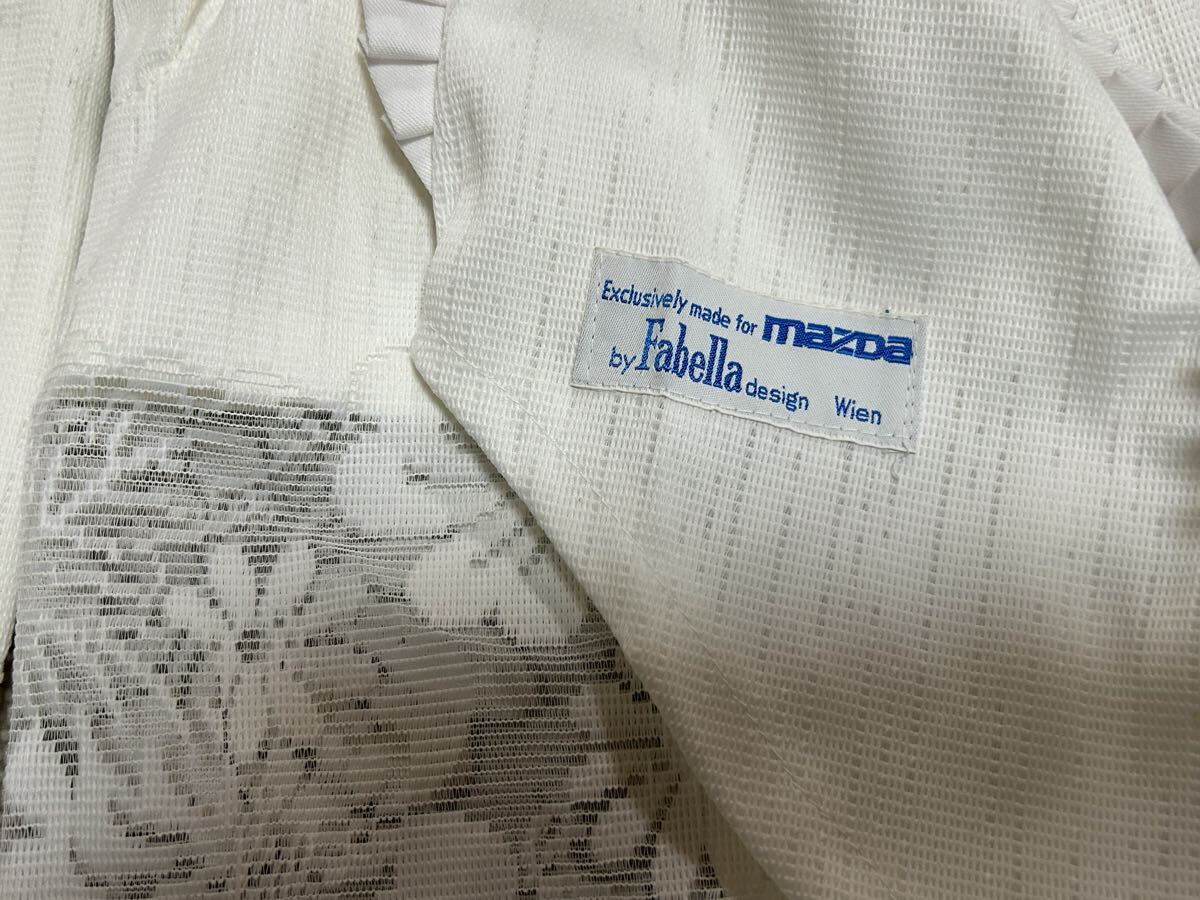 Exclusively made for mazda
by Fabella design Wien